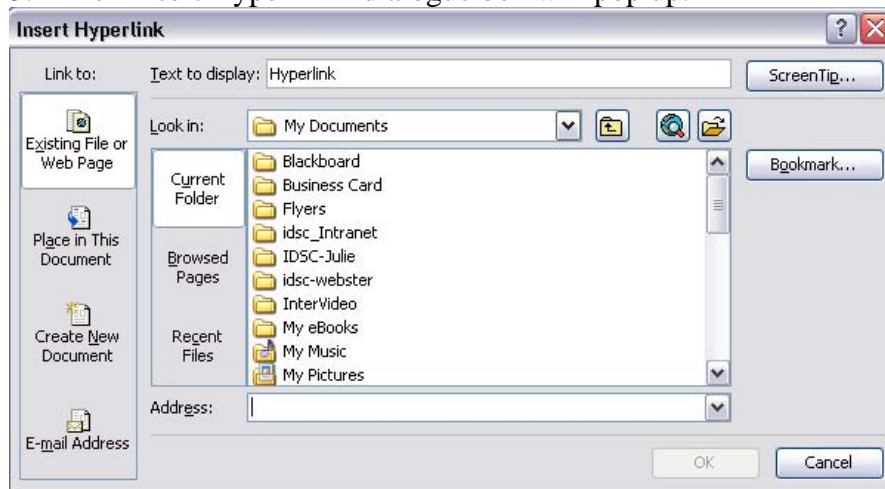 Insert Hyperlink
Link to:
Text to display: Hyperlink
ScreenTip...
Existing File or
Web Page
Place in This
Document
Create New
Document
E-mail Address
Look in:
My Documents
Current
Folder
Browsed
Pages
Recent
Files
Blackboard
Business Card
Flyers
idsc_Intranet
IDSC-Julie
idsc-webster
InterVideo
My eBooks
My Music
My Pictures
Bookmark...
Address:
OK
Cancel